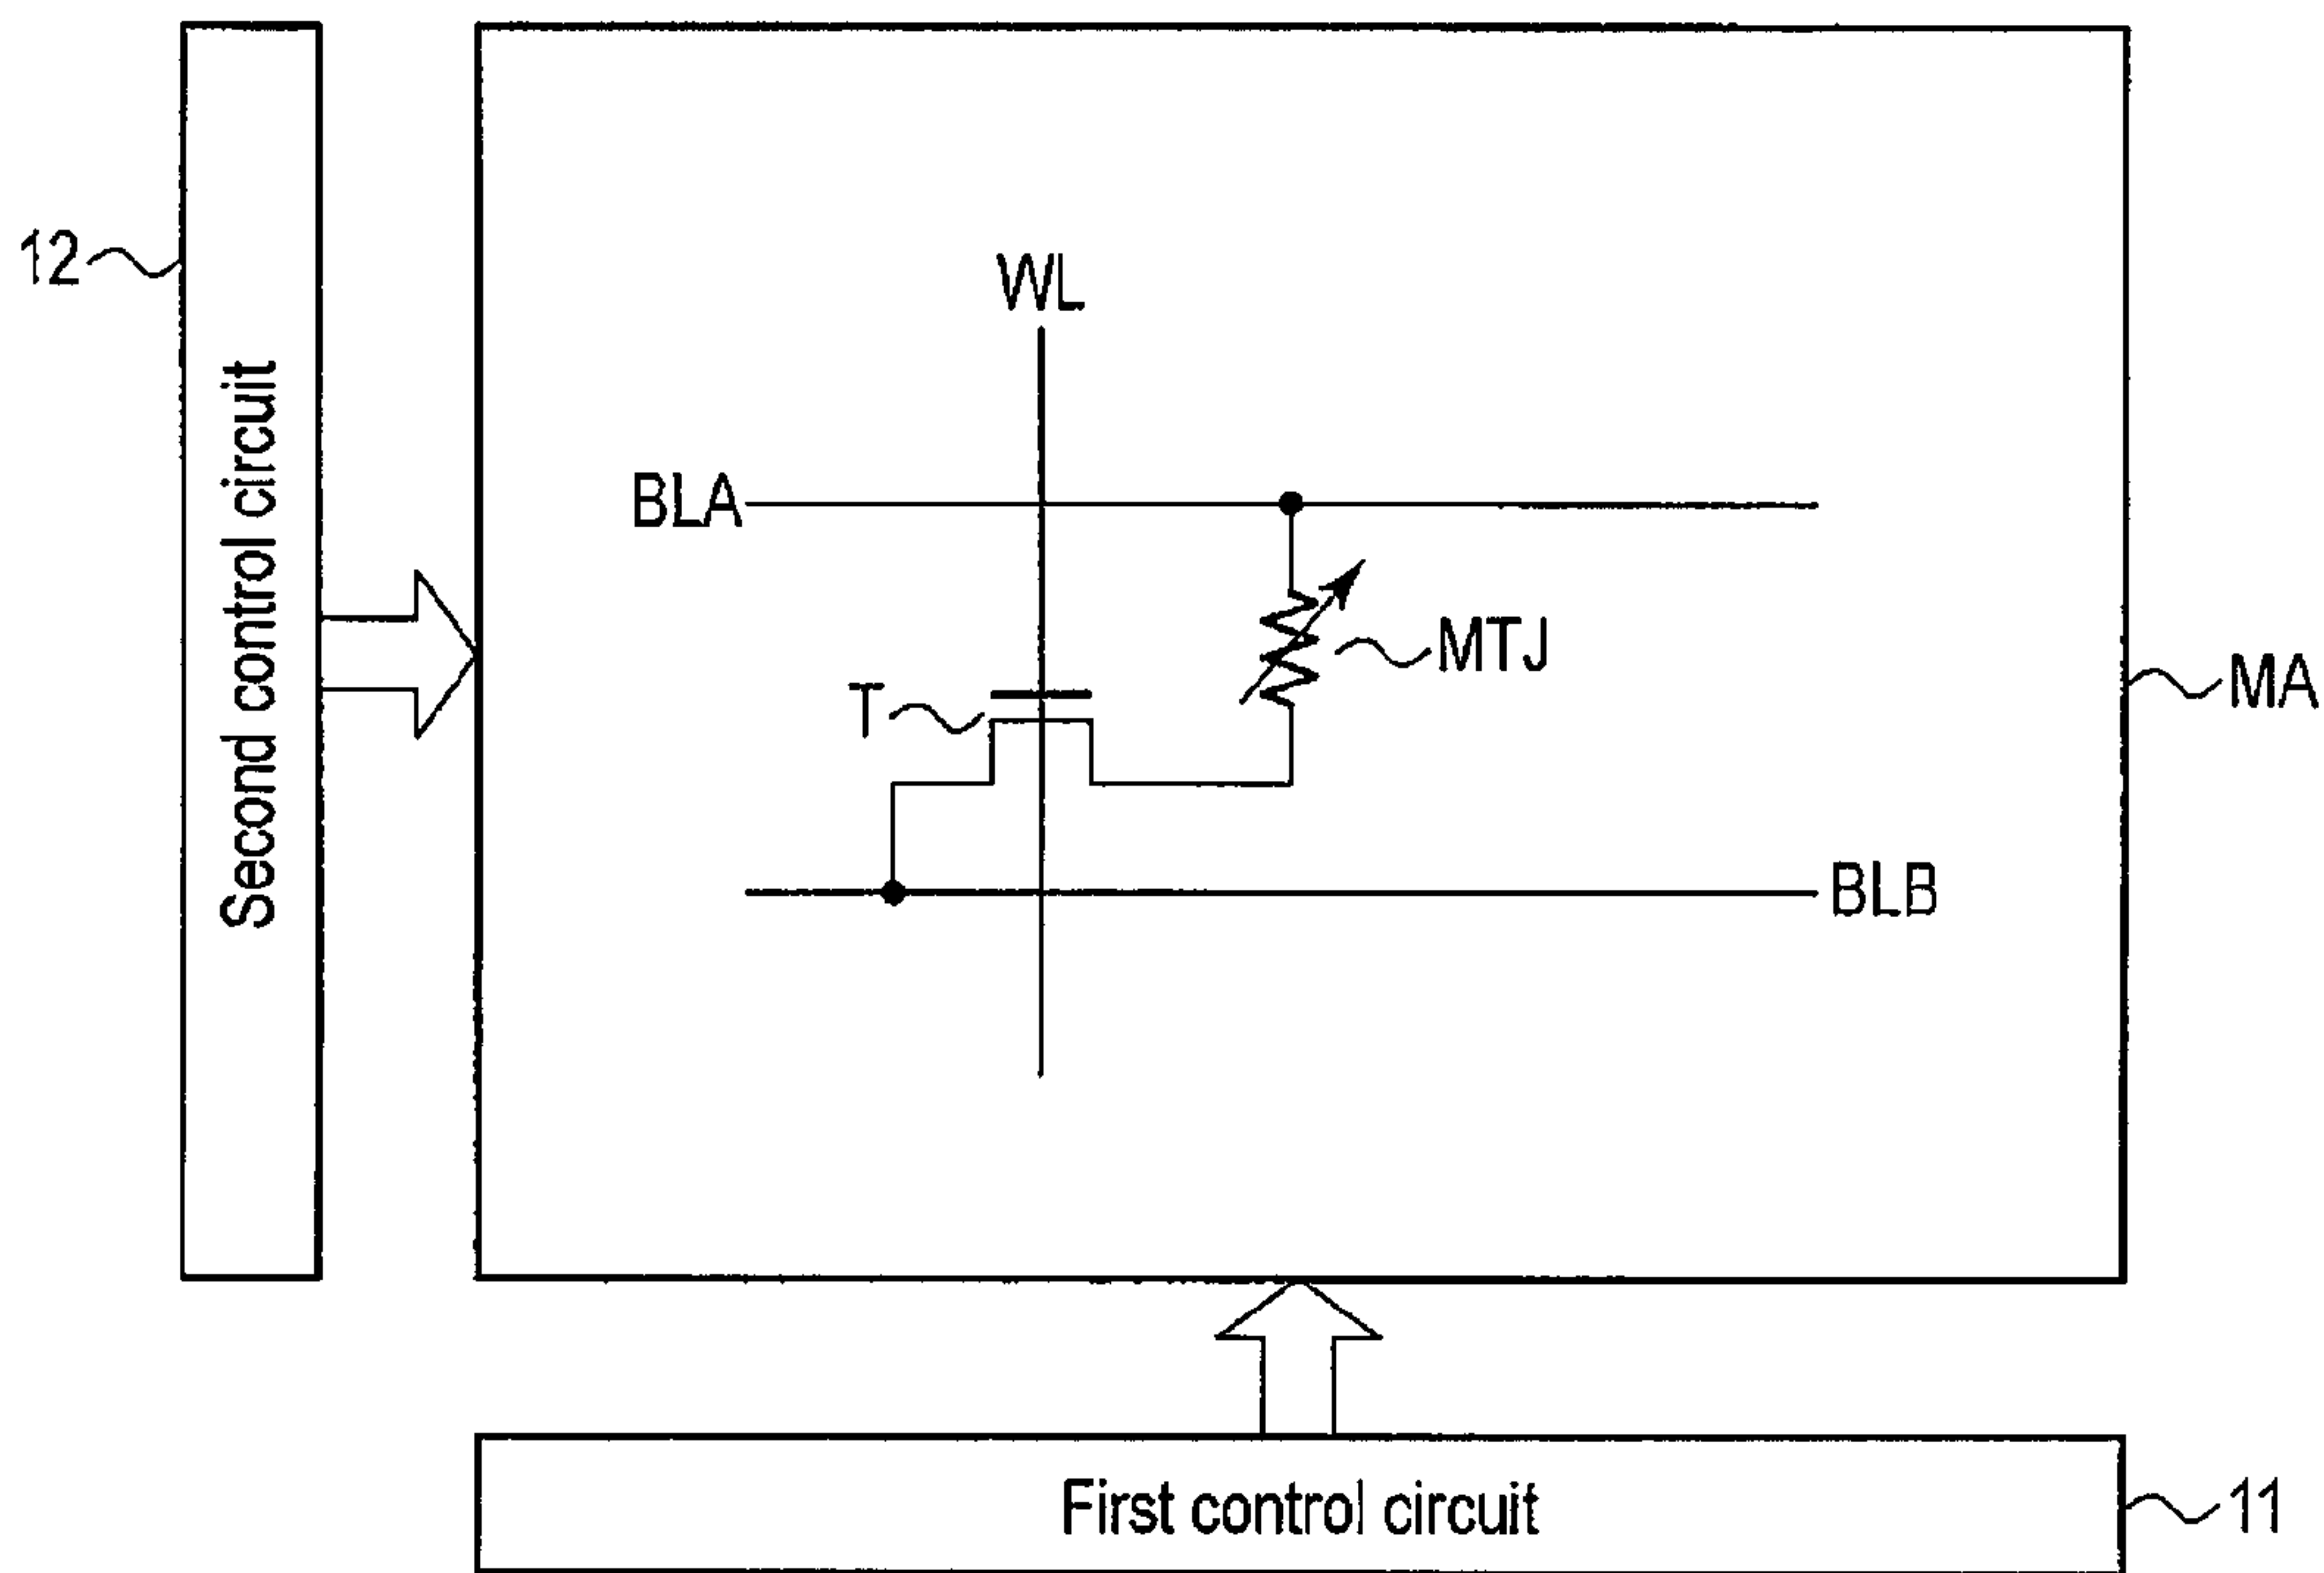 12
Second control circuit
WL
BLA
MTJ
T
MA
BLB
First control circuit
11